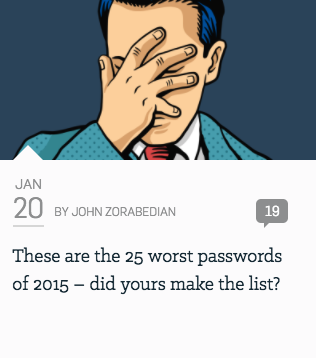 JAN
20 BY JOHN ZORABEDIAN 19
These are the 25 worst passwords
of 2015 – did yours make the list?